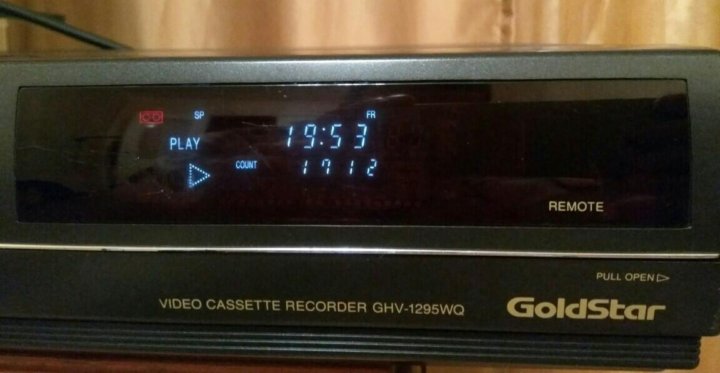 SP FR
PLAY 19:53
COUNT 1712
REMOTE
PULL OPEN
VIDEO CASSETTE RECORDER GHV-1295WQ GoldStar